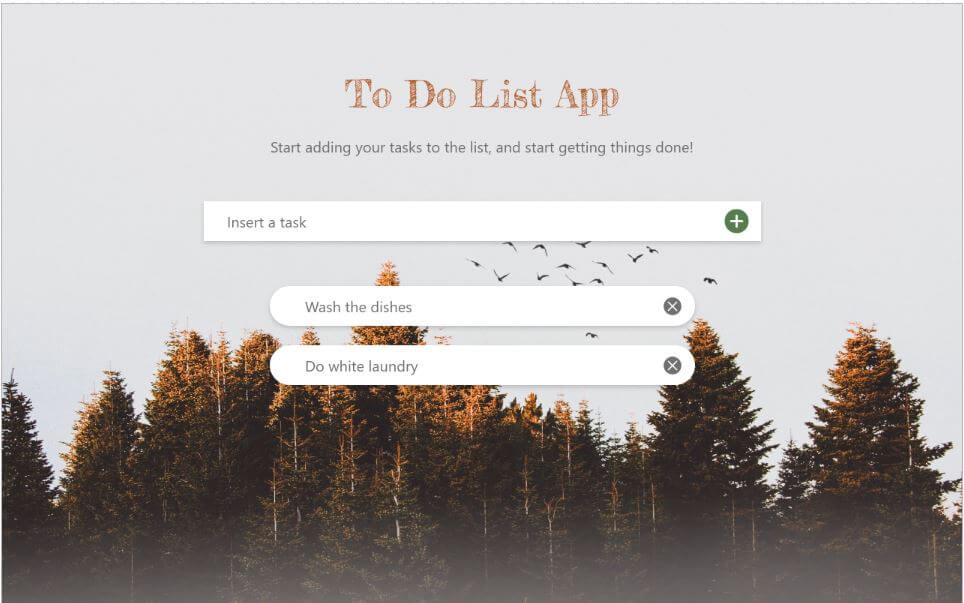 To Do List App
Start adding your tasks to the list, and start getting things done!
Insert a task
Wash the dishes
Do white laundry